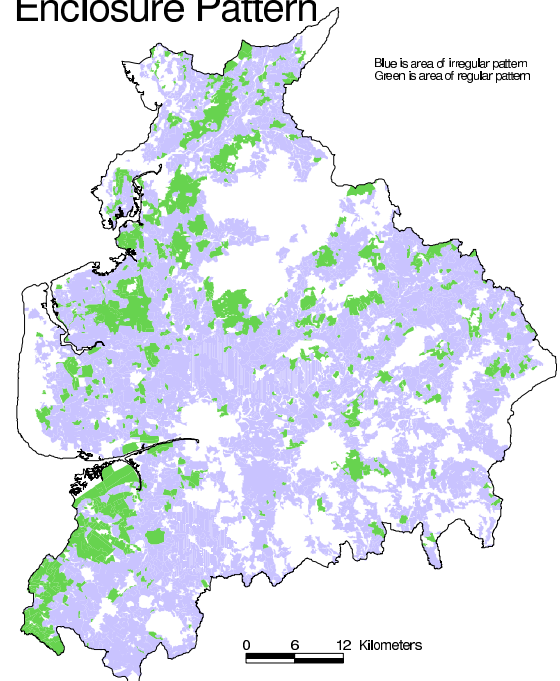 Enclosure Pattern
Blue is area of irregular pattern
Green is area of regular pattern
0 6 12 Kilometers